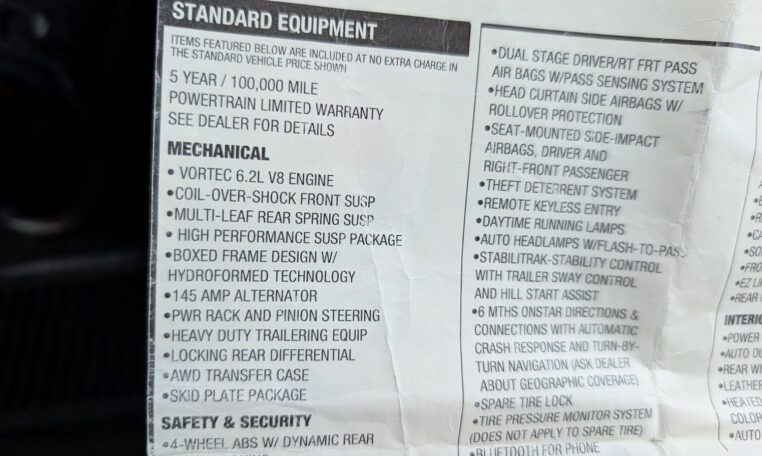 STANDARD EQUIPMENT
ITEMS FEATURED BELOW ARE INCLUDED AT NO EXTRA CHARGE IN
THE STANDARD VEHICLE PRICE SHOWN
5 YEAR / 100,000 MILE
POWERTRAIN LIMITED WARRANTY
SEE DEALER FOR DETAILS
MECHANICAL
• VORTEC 6.2L V8 ENGINE
•COIL-OVER-SHOCK FRONT SUSP
•MULTI-LEAF REAR SPRING SUSP
• HIGH PERFORMANCE SUSP PACKAGE
•BOXED FRAME DESIGN W/
HYDROFORMED TECHNOLOGY
•145 AMP ALTERNATOR
•PWR RACK AND PINION STEERING
•HEAVY DUTY TRAILERING EQUIP
•LOCKING REAR DIFFERENTIAL
•AWD TRANSFER CASE
•SKID PLATE PACKAGE
SAFETY & SECURITY
•4-WHEEL ABS W/ DYNAMIC REAR
•DUAL STAGE DRIVER/RT FRT PASS
AIR BAGS W/PASS SENSING SYSTEM
•HEAD CURTAIN SIDE AIRBAGS W/
ROLLOVER PROTECTION
•SEAT-MOUNTED SIDE-IMPACT
AIRBAGS, DRIVER AND
RIGHT-FRONT PASSENGER
•THEFT DETERRENT SYSTEM
•REMOTE KEYLESS ENTRY
•DAYTIME RUNNING LAMPS
•AUTO HEADLAMPS W/FLASH-TO-PASS
•STABILITRAK-STABILITY CONTROL
WITH TRAILER SWAY CONTROL
AND HILL START ASSIST
•6 MTHS ONSTAR DIRECTIONS &
CONNECTIONS WITH AUTOMATIC
CRASH RESPONSE AND TURN-BY-
TURN NAVIGATION (ASK DEALER
ABOUT GEOGRAPHIC COVERAGE)
•SPARE TIRE LOCK
•TIRE PRESSURE MONITOR SYSTEM
(DOES NOT APPLY TO SPARE TIRE)
•BLUETOOTH FOR PHONE
•EZ LI
•REAR
INTERIO
•POWER
•AUTO DU
•REAR WI
•LEATHER
•HEATED
COLOR
•AUTO